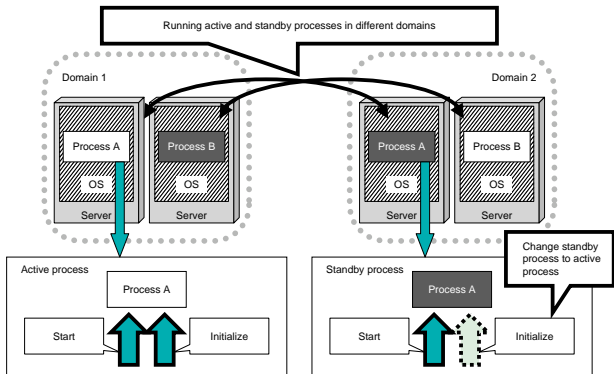 Running active and standby processes in different domains
Domain 1
Domain 2
Process A
Process B
Process A
Process B
OS
OS
OS
OS
Server
Server
Server
Server
Active process
Process A
Start
Initialize
Standby process
Process A
Start
Initialize
Change standby
process to active
process